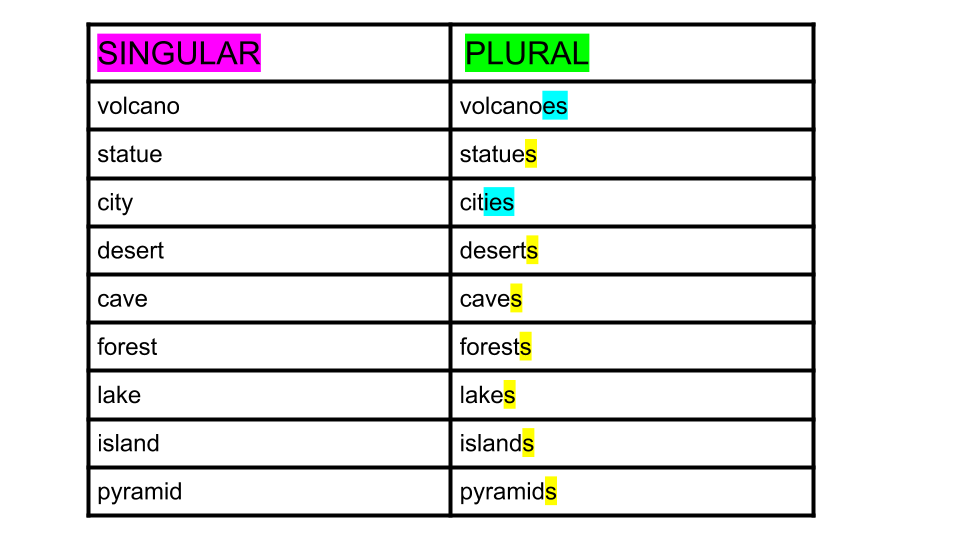 SINGULAR PLURAL
volcano volcanoes
statue statues
city cities
desert deserts
cave caves
forest forests
lake lakes
island islands
pyramid pyramids